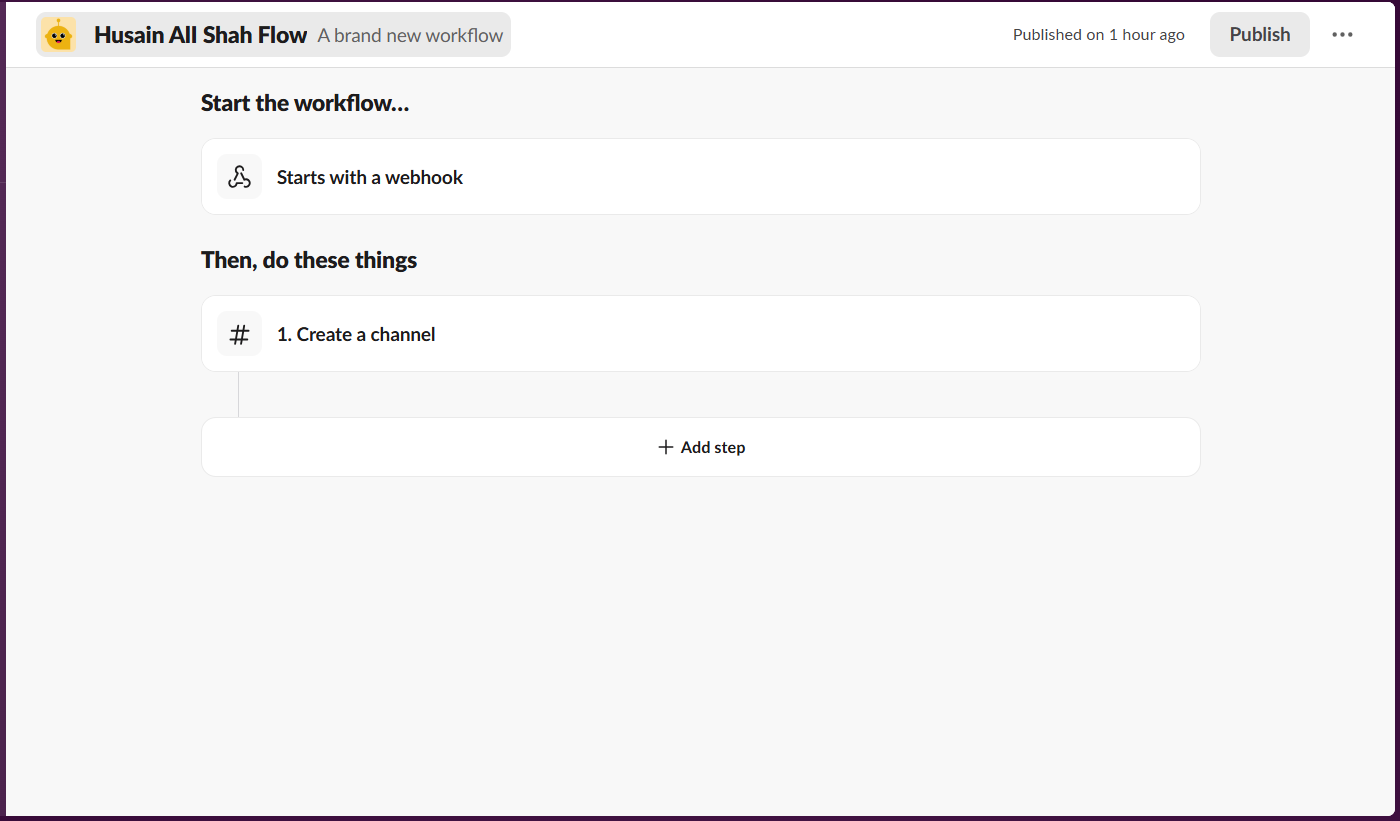 Husain All Shah Flow A brand new workflow
Published on 1 hour ago
Publish
Start the workflow...
Starts with a webhook
Then, do these things
1. Create a channel
Add step